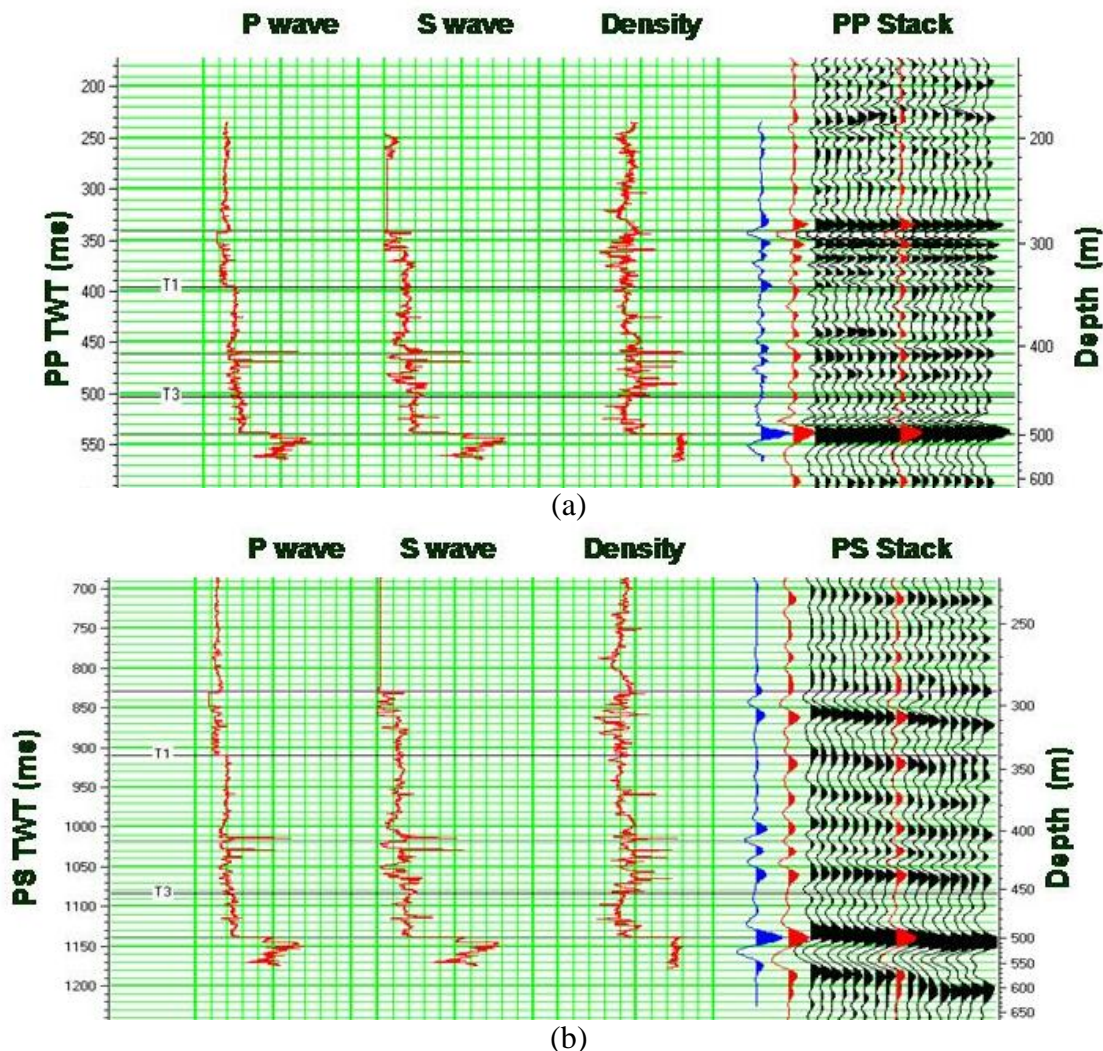 P wave S wave Density PP Stack
PP TWT (ms)
200
250
300
350
400
450
500
550
T1
T3
200
300
400
500
600
Depth (m)
(a)
P wave S wave Density PS Stack
PS TWT (ms)
700
750
800
850
900
950
1000
1050
1100
1150
1200
T1
T3
250
300
350
400
450
500
550
600
650
Depth (m)
(b)